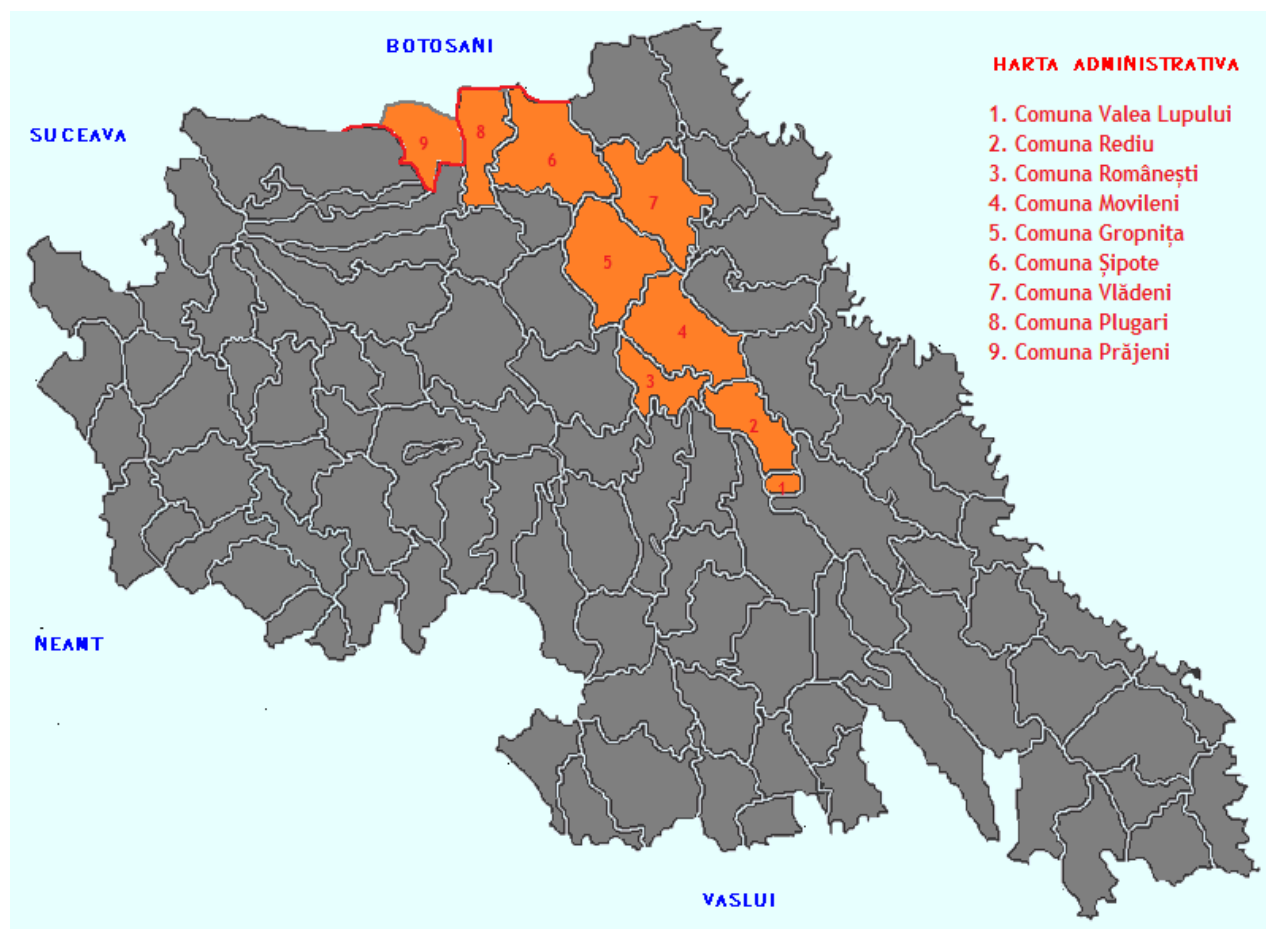 BOTOSANI
HARTA ADMINISTRATIVA
SUCEAVA
1. Comuna Valea Lupului
2. Comuna Rediu
3. Comuna Românești
4. Comuna Movileni
5. Comuna Gropnița
6. Comuna Șipote
7. Comuna Vlădeni
8. Comuna Plugari
9. Comuna Prăjeni
9
8
6
7
5
4
3
2
1
NEAMT
VASLUI